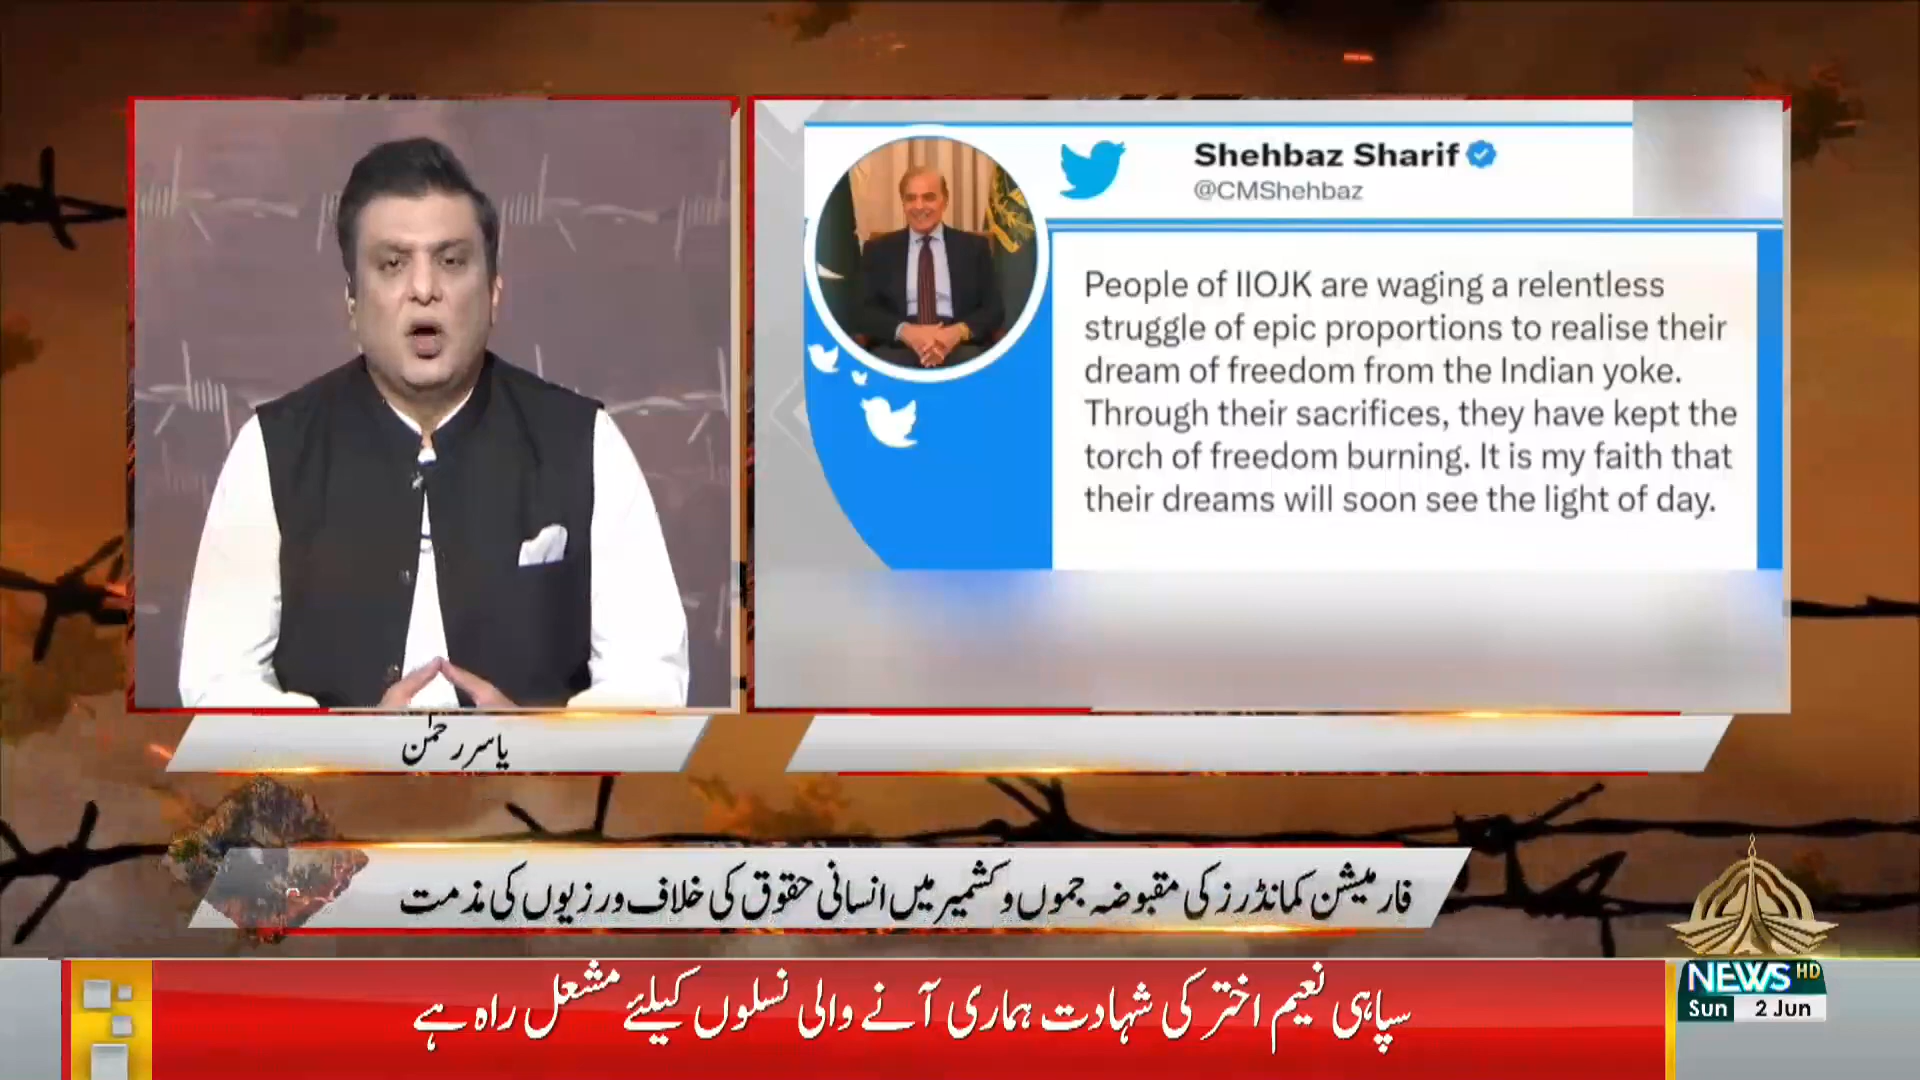 Shehbaz Sharif
@CMShehbaz
People of IIOJK are waging a relentless
struggle of epic proportions to realise their
dream of freedom from the Indian yoke.
Through their sacrifices, they have kept the
torch of freedom burning. It is my faith that
their dreams will soon see the light of day.
یاسر رحمٰن
فارمیشن کمانڈرز کی مقبوضہ جموں و کشمیر میں انسانی حقوق کی خلاف ورزیوں کی مذمت
NEWS HD
Sun 2 Jun
سپاہی نعیم اختر کی شہادت ہماری آنے والی نسلوں کیلئے مشعل راہ ہے